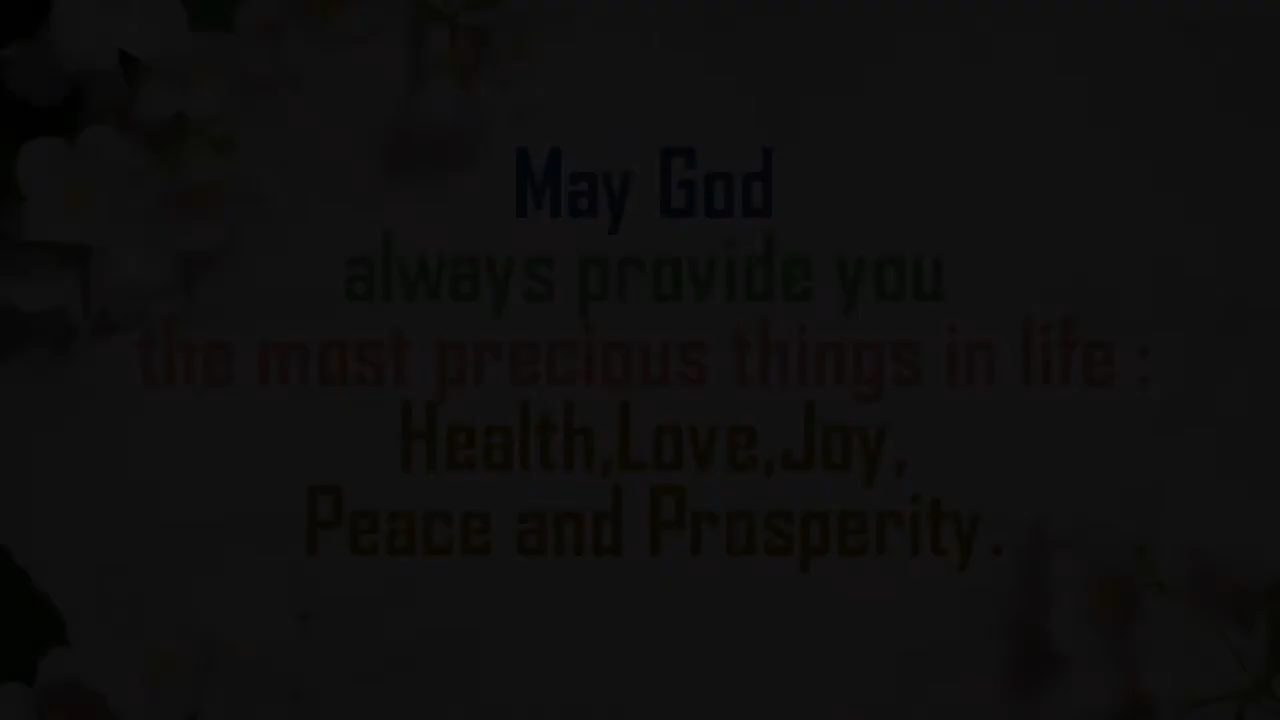 May God
always provide you
the most precious things in life :
Health,Love,Joy,
Peace and Prosperity.